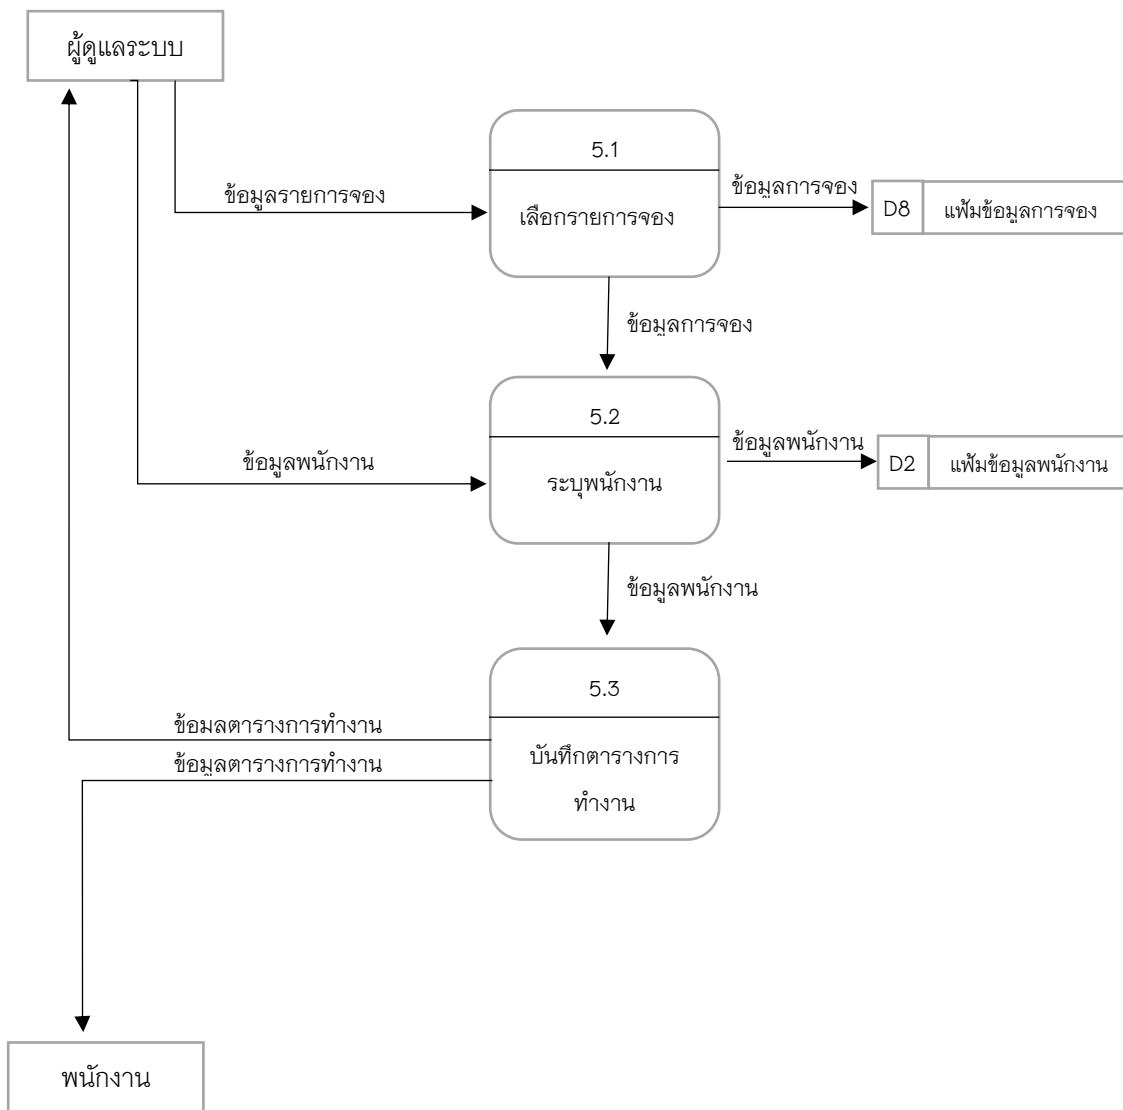 ผู้ดูแลระบบ
5.1
ข้อมูลรายการจอง
เลือกรายการจอง
ข้อมูลการจอง
D8
แฟ้มข้อมูลการจอง
ข้อมูลการจอง
5.2
ข้อมูลพนักงาน
ระบุพนักงาน
ข้อมูลพนักงาน
D2
แฟ้มข้อมูลพนักงาน
ข้อมูลพนักงาน
5.3
ข้อมูลตารางการทำงาน
ข้อมูลตารางการทำงาน
บันทึกตารางการ
ทำงาน
พนักงาน